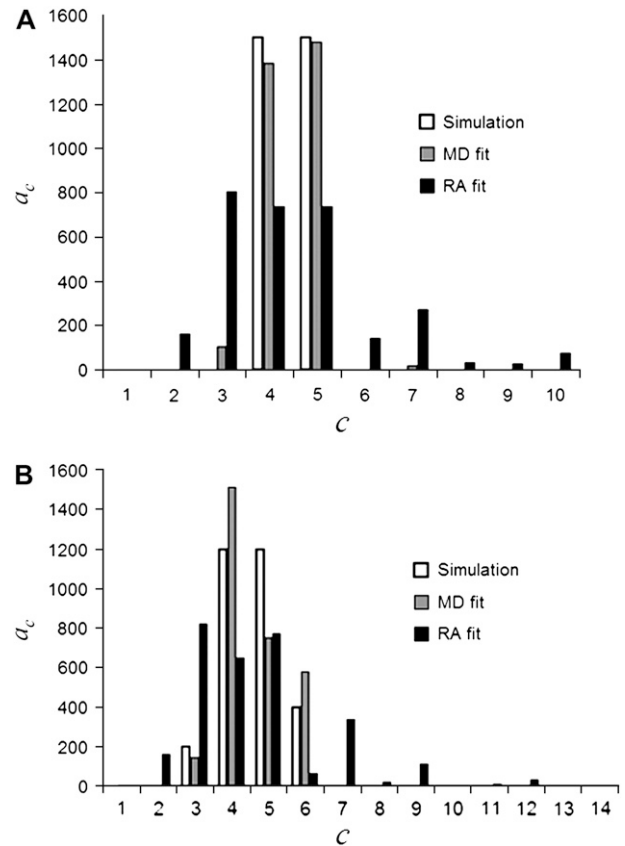 A
1600
1400
1200
1000
800
600
400
200
0
a_c
Simulation
MD fit
RA fit
1 2 3 4 5 6 7 8 9 10
c
B
1600
1400
1200
1000
800
600
400
200
0
a_c
Simulation
MD fit
RA fit
1 2 3 4 5 6 7 8 9 10 11 12 13 14
c